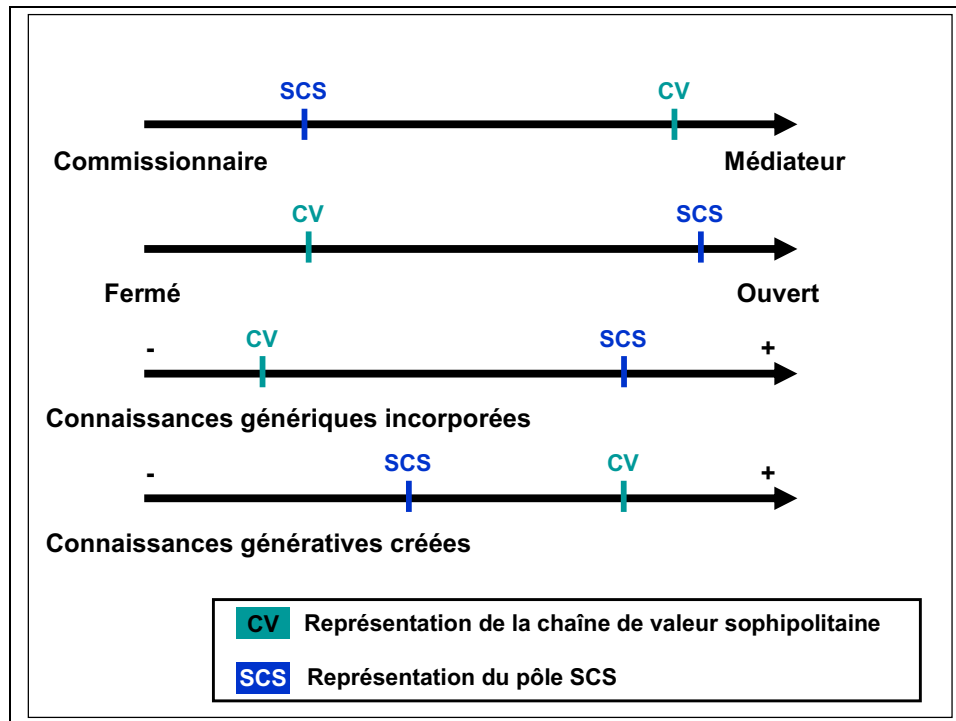 SCS CV
Commissionnaire Médiateur
CV SCS
Fermé Ouvert
- CV SCS +
Connaissances génériques incorporées
- SCS CV +
Connaissances génératives créées
CV Représentation de la chaîne de valeur sophipolitaine
SCS Représentation du pôle SCS